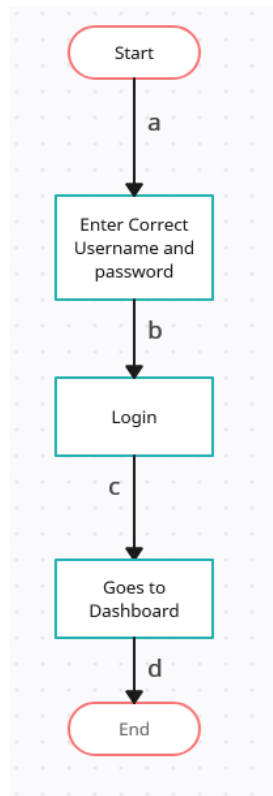 Start
a
Enter Correct
Username and
password
b
Login
c
Goes to
Dashboard
d
End